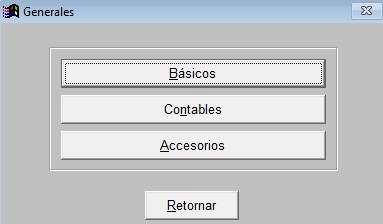 Generales
Básicos
Contables
Accesorios
Retornar